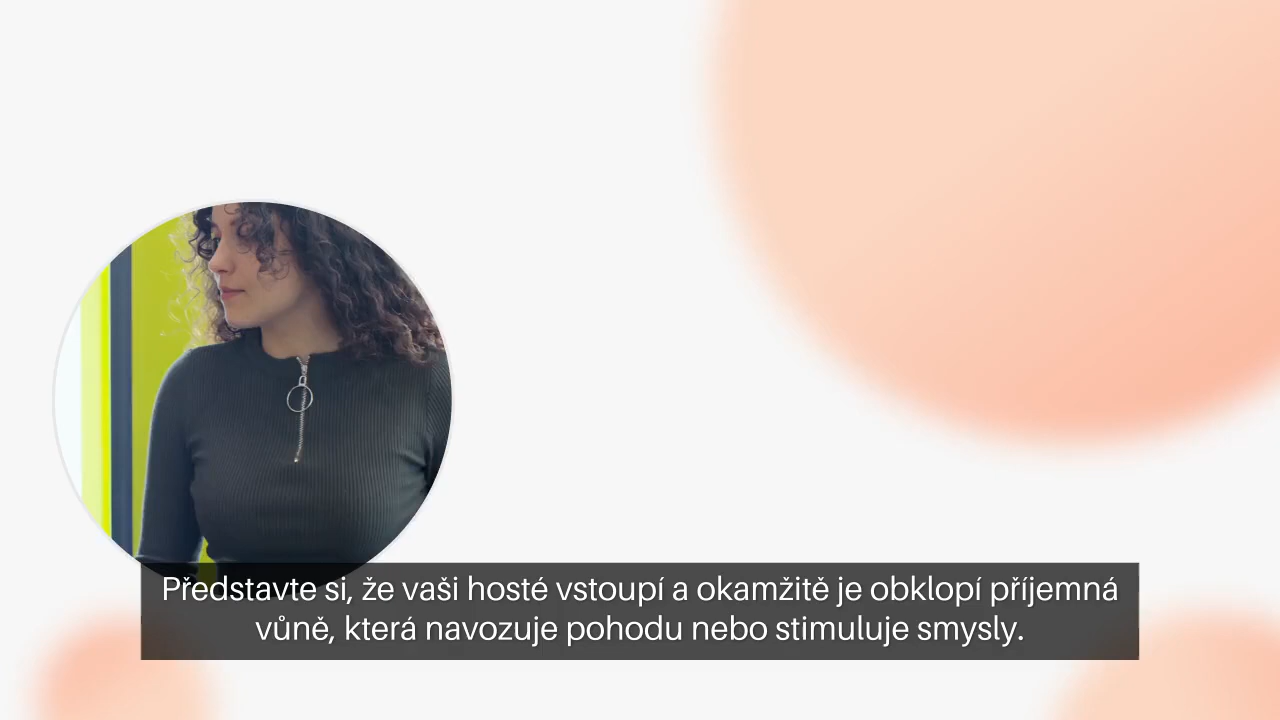 Představte si, že vaši hosté vstoupí a okamžitě je obklopí příjemná
vůně, která navozuje pohodu nebo stimuluje smysly.